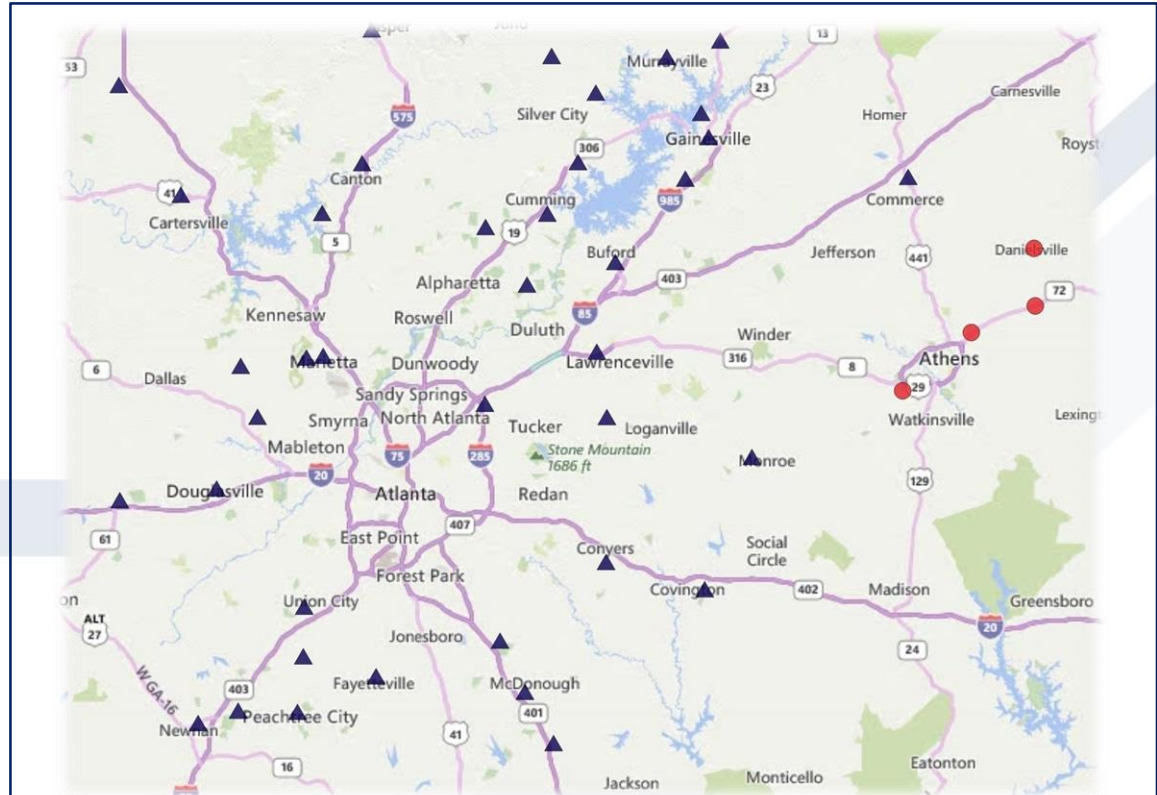 asper
13
Murrayville
53
23
Carnesville
575
Silver City
Homer
306
Gainesville
Royst
Canton
41
985
Cumming
Commerce
Cartersville
19
5
Buford
Jefferson
Danielsville
441
403
Alpharetta
72
Kennesaw
Roswell
85
Duluth
Winder
Marietta
Dunwoody
Lawrenceville
316
Athens
6
Dallas
8
Sandy Springs
29
Smyrna
North Atlanta
Tucker
Loganville
Watkinsville
Lexingt
Mableton
Stone Mountain
1686 ft
75
285
Monroe
20
Douglasville
Atlanta
Redan
129
407
61
East Point
Conyers
Social
Circle
Forest Park
Covington
402
Madison
on
Union City
Greensboro
ALT
27
20
Jonesboro
24
W GA-16
Fayetteville
McDonough
403
Peachtree City
401
Newnan
41
16
Eatonton
Monticello
Jackson